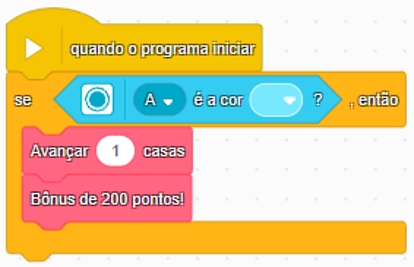 quando o programa iniciar
se A é a cor ? , então
Avançar 1 casas
Bônus de 200 pontos!